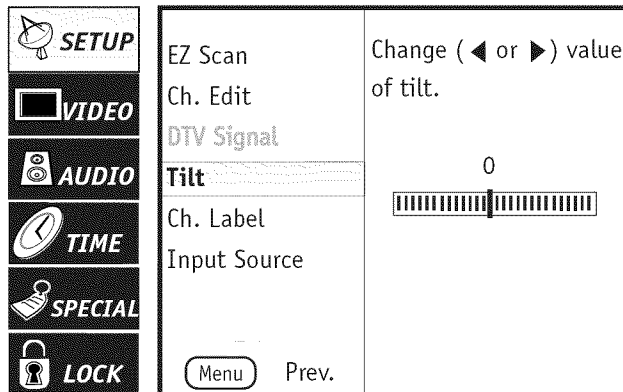 SETUP
VIDEO
AUDIO
TIME
SPECIAL
LOCK
EZ Scan
Ch. Edit
DTV Signal
Tilt
Ch. Label
Input Source
Menu Prev.
Change (◀ or ▶) value
of tilt.
0